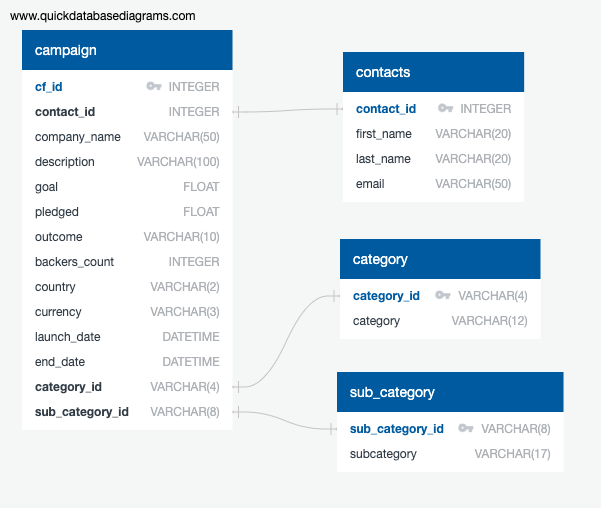 www.quickdatabasediagrams.com
campaign
cf_id INTEGER
contact_id INTEGER
company_name VARCHAR(50)
description VARCHAR(100)
goal FLOAT
pledged FLOAT
outcome VARCHAR(10)
backers_count INTEGER
country VARCHAR(2)
currency VARCHAR(3)
launch_date DATETIME
end_date DATETIME
category_id VARCHAR(4)
sub_category_id VARCHAR(8)
contacts
contact_id INTEGER
first_name VARCHAR(20)
last_name VARCHAR(20)
email VARCHAR(50)
category
category_id VARCHAR(4)
category VARCHAR(12)
sub_category
sub_category_id VARCHAR(8)
subcategory VARCHAR(17)